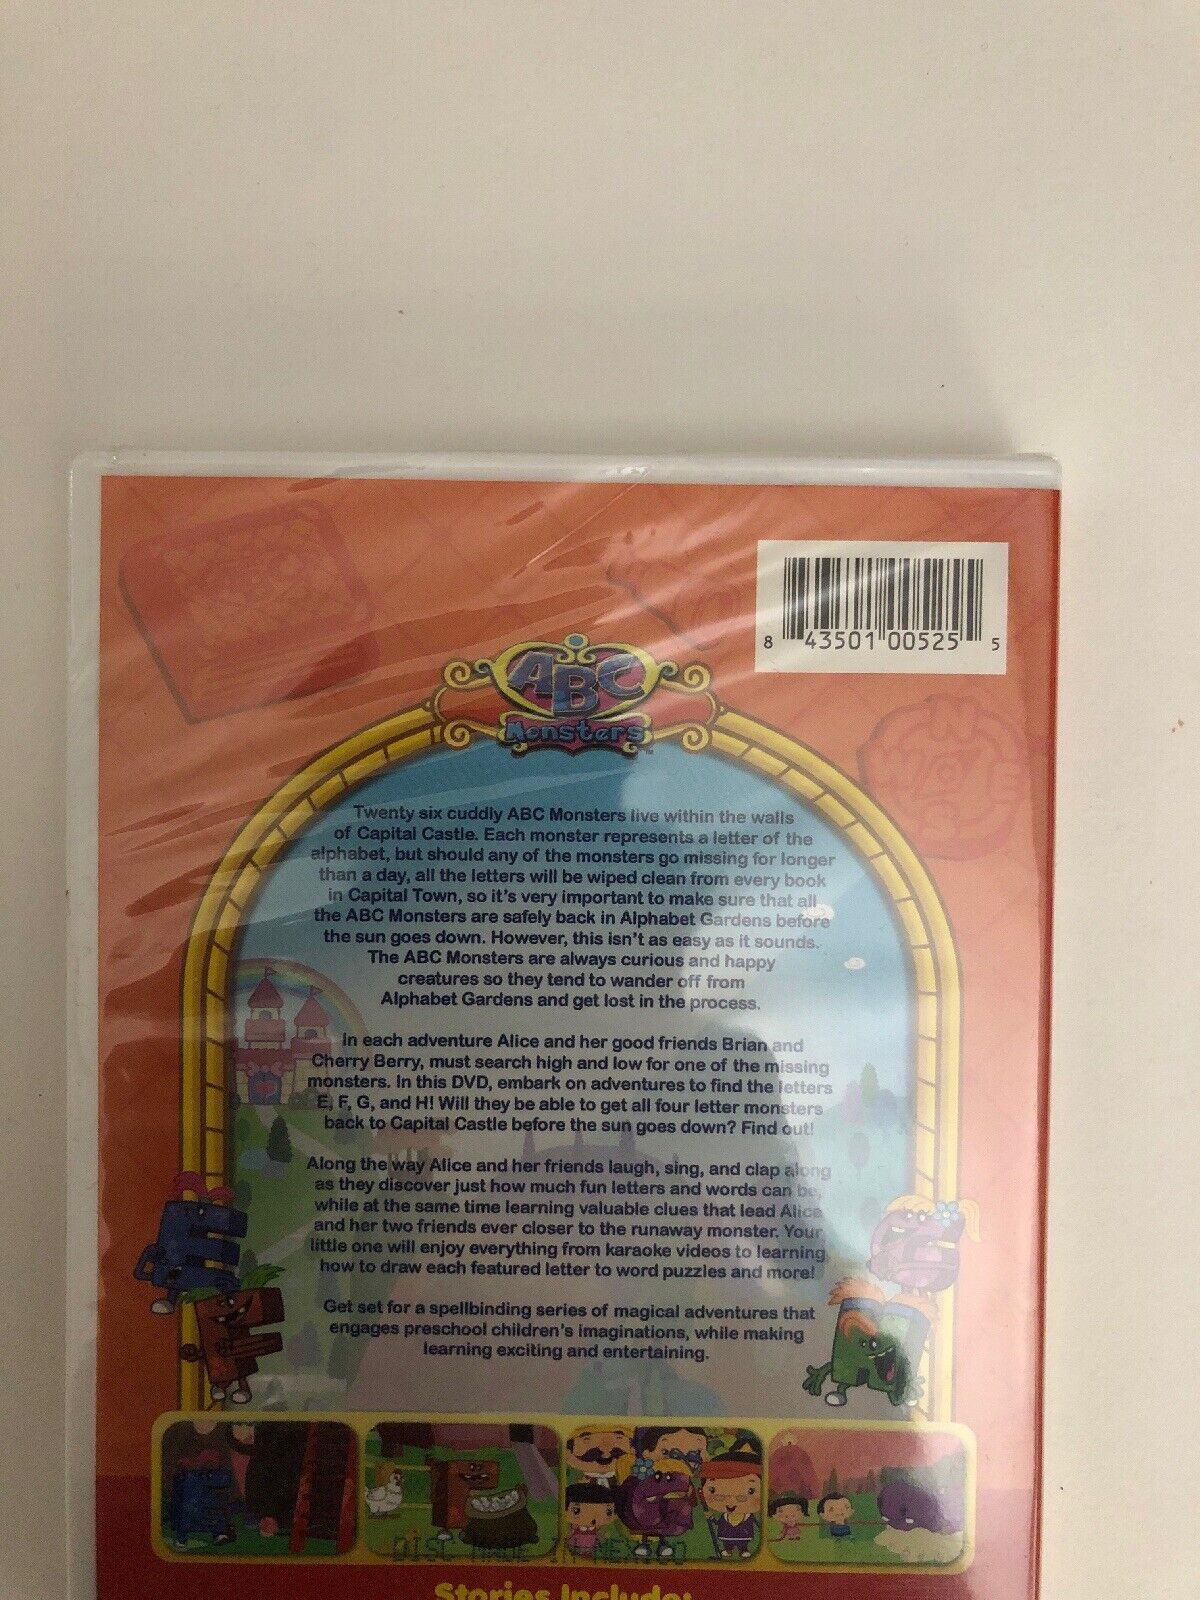 8 43501 00525 5
ABC
Monsters™
Twenty six cuddly ABC Monsters live within the walls
of Capital Castle. Each monster represents a letter of the
alphabet, but should any of the monsters go missing for longer
than a day, all the letters will be wiped clean from every book
in Capital Town, so it's very important to make sure that all
the ABC Monsters are safely back in Alphabet Gardens before
the sun goes down. However, this isn't as easy as it sounds.
The ABC Monsters are always curious and happy
creatures so they tend to wander off from
Alphabet Gardens and get lost in the process.
In each adventure Alice and her good friends Brian and
Cherry Berry, must search high and low for one of the missing
monsters. In this DVD, embark on adventures to find the letters
E, F, G, and H! Will they be able to get all four letter monsters
back to Capital Castle before the sun goes down? Find out!
Along the way Alice and her friends laugh, sing, and clap along
as they discover just how much fun letters and words can be,
while at the same time learning valuable clues that lead Alice
and her two friends ever closer to the runaway monster. Your
little one will enjoy everything from karaoke videos to learning
how to draw each featured letter to word puzzles and more!
Get set for a spellbinding series of magical adventures that
engages preschool children's imaginations, while making
learning exciting and entertaining.
DISC MADE IN MEXICO
Stories Include: